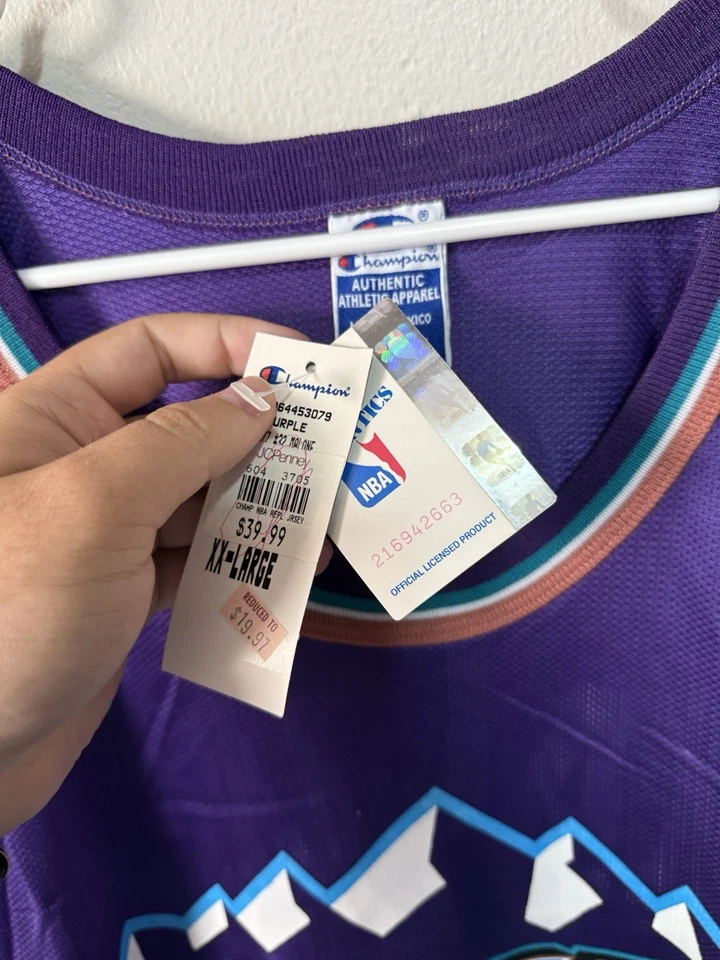 Champion
AUTHENTIC
ATHLETIC APPAREL
Champion
64453079
URPLE
JCPenney
604 3705
CHAMP NBA REPL JRSEY
$39.99
XX-LARGE
REDUCED TO
$19.97
NBA
216942663
OFFICIAL LICENSED PRODUCT